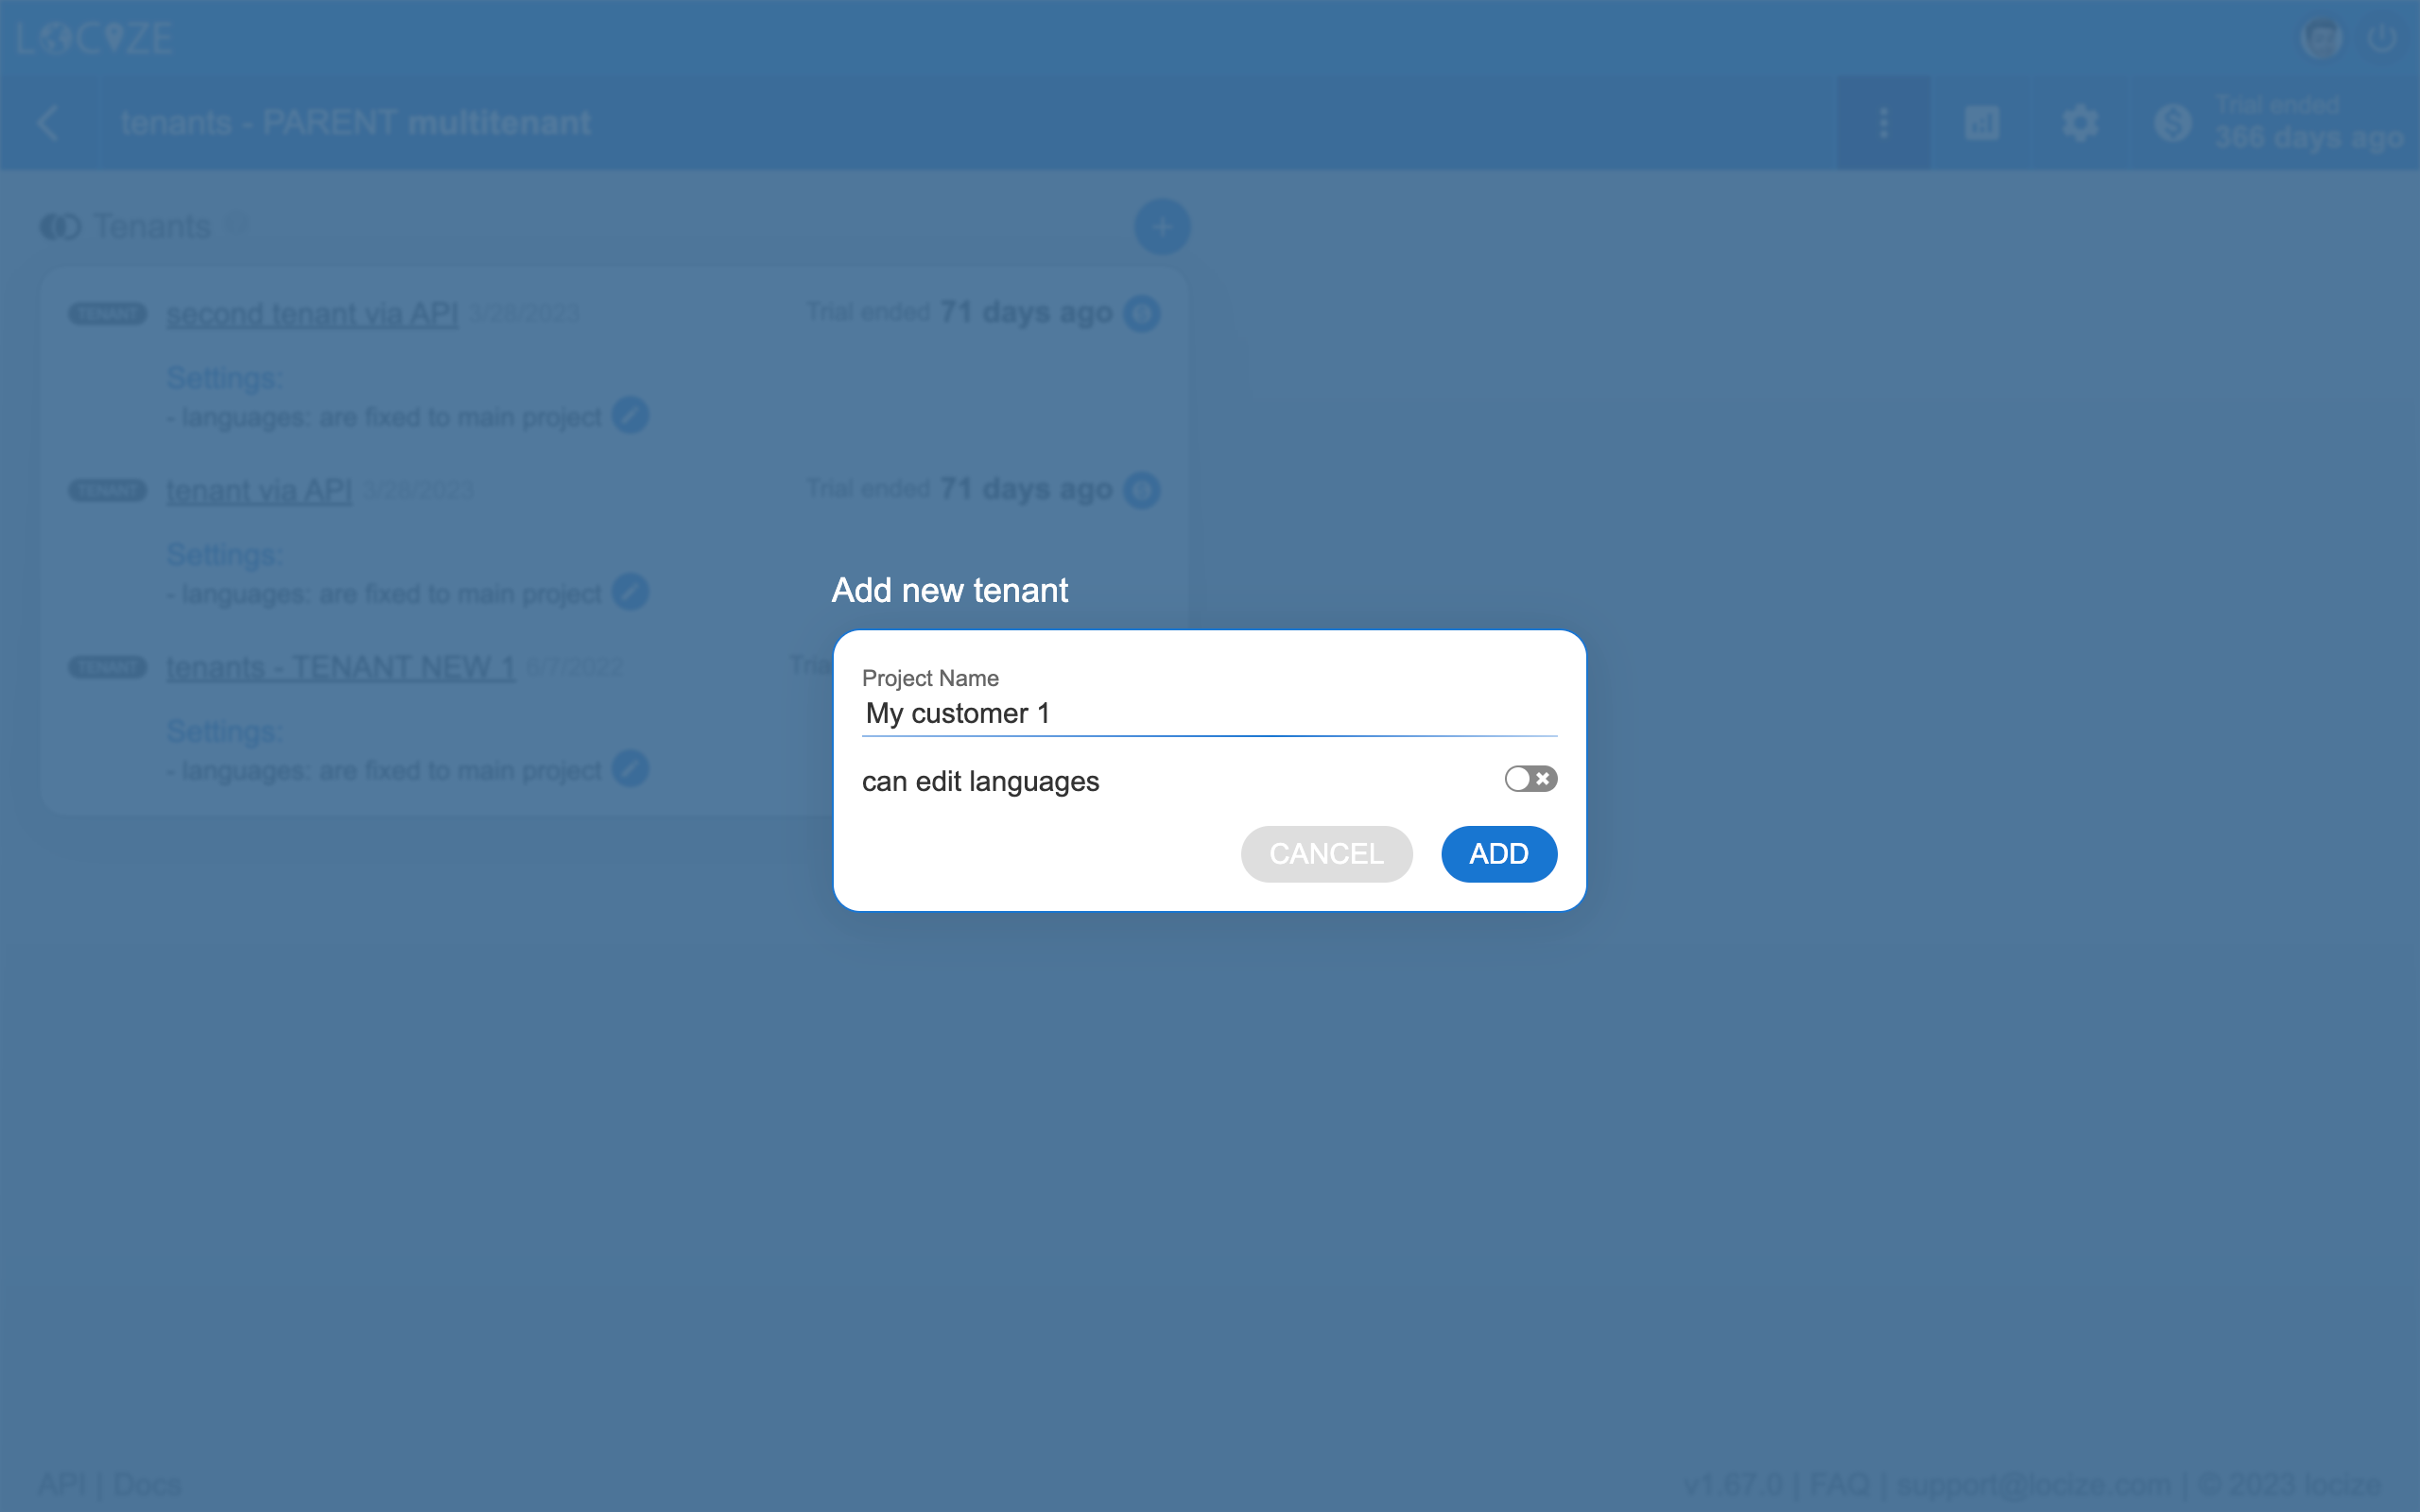 LOCIZE
tenants - PARENT multitenant
Trial ended
366 days ago
Tenants
TENANT second tenant via API 3/29/2023 Trial ended 71 days ago
Settings:
- languages: are fixed to main project
TENANT tenant via API 3/28/2023 Trial ended 71 days ago
Settings:
- languages: are fixed to main project
TENANT tenants - TENANT NEW 1 6/7/2022
Settings:
- languages: are fixed to main project
Add new tenant
Project Name
My customer 1
can edit languages
CANCEL ADD
API | Docs
v1.67.0 | FAQ | support@locize.com | © 2023 locize